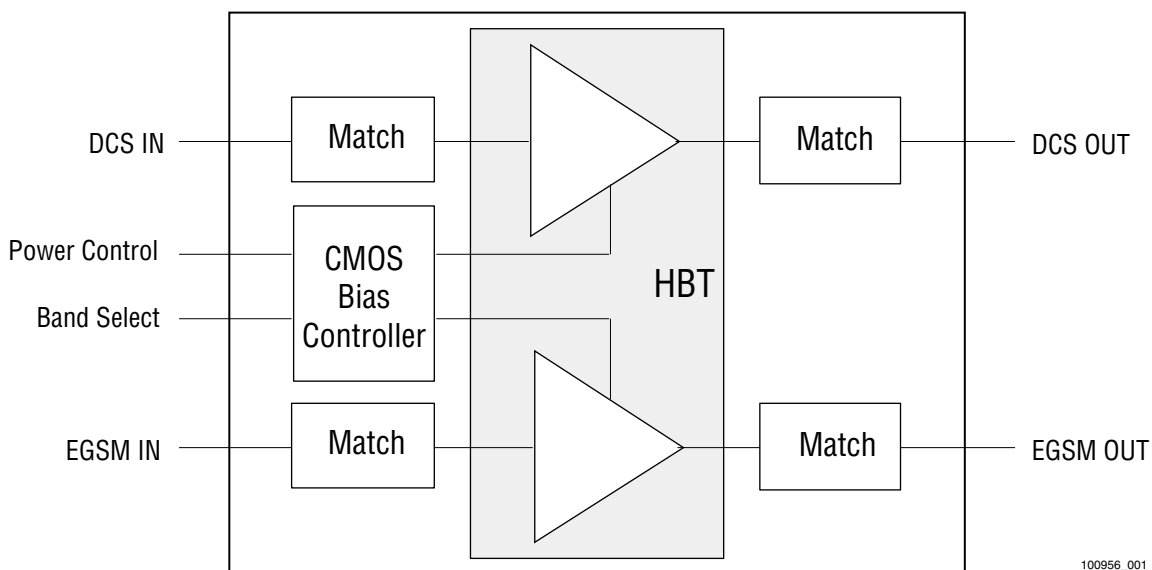 DCS IN
Match
Match
DCS OUT
Power Control
Band Select
CMOS
Bias
Controller
HBT
EGSM IN
Match
Match
EGSM OUT
100956_001